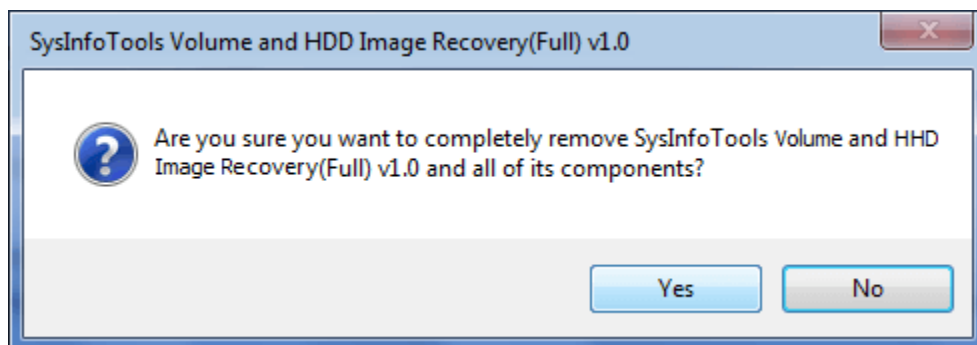 SysInfoTools Volume and HDD Image Recovery(Full) v1.0
Are you sure you want to completely remove SysInfoTools Volume and HHD
Image Recovery(Full) v1.0 and all of its components?
Yes No